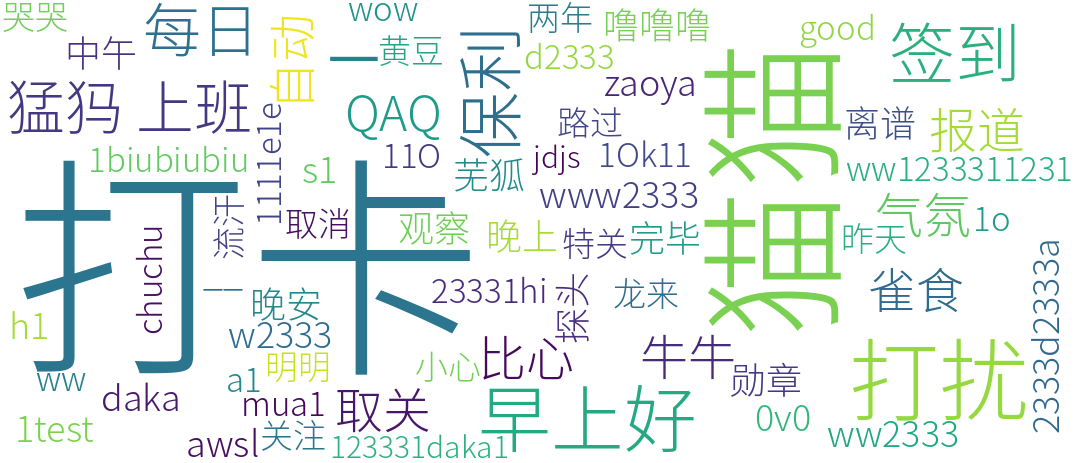 哭哭
wow
两年
噜噜噜
good
签到
每日
中午
自动
一
黄豆
d2333
保利
猫猫
猛犸
上班
QAQ
zaoya
离谱
报道
路过
1biubiubiu
1111ele
s1
11O
芜狐
jdjs
1Ok11
ww1233311231
www2333
打卡
流汗
取消
观察
晚上
特关
完毕
气氛
1o
昨天
chuchu
一一
晚安
23331hi
探头
龙来
雀食
2333d2333a
h1
w2333
明明
小心
比心
牛牛
勋章
打扰
ww
a1
daka
mua1
取关
早上好
0v0
ww2333
1test
awsl
关注
123331daka1